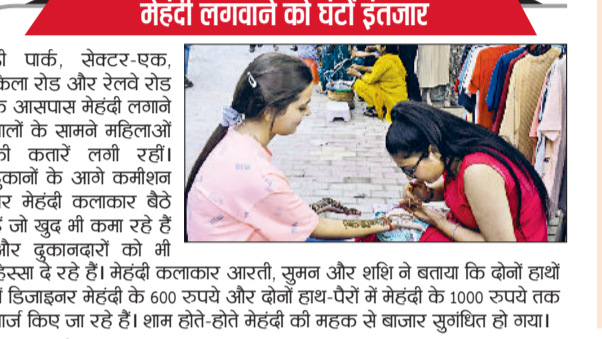 मेहंदी लगवाने को घंटों इंतजार
पार्क, सेक्टर-एक,
रोड और रेलवे रोड
आसपास मेहंदी लगाने
के सामने महिलाओं
कतारें लगी रहीं।
के आगे कमीशन
मेहंदी कलाकार बैठे
जो खुद भी कमा रहे हैं
दुकानदारों को भी
दे रहे हैं। मेहंदी कलाकार आरती, सुमन और शशि ने बताया कि दोनों हाथों
डिजाइनर मेहंदी के 600 रुपये और दोनों हाथ-पैरों में मेहंदी के 1000 रुपये तक
किए जा रहे हैं। शाम होते-होते मेहंदी की महक से बाजार सुगंधित हो गया।